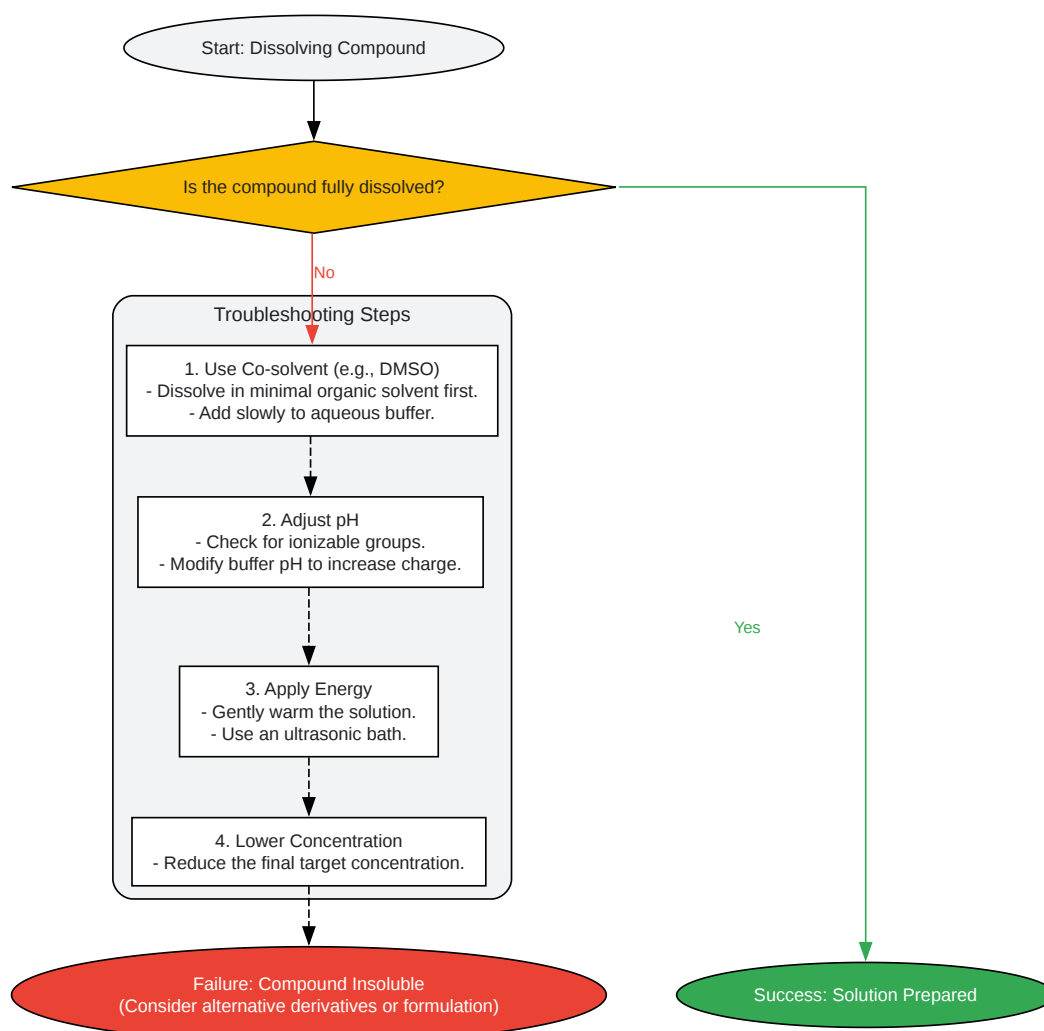 Start: Dissolving Compound
Is the compound fully dissolved?
No
Troubleshooting Steps
1. Use Co-solvent (e.g., DMSO)
- Dissolve in minimal organic solvent first.
- Add slowly to aqueous buffer.
2. Adjust pH
- Check for ionizable groups.
- Modify buffer pH to increase charge.
Yes
3. Apply Energy
- Gently warm the solution.
- Use an ultrasonic bath.
4. Lower Concentration
- Reduce the final target concentration.
Failure: Compound Insoluble
(Consider alternative derivatives or formulation)
Success: Solution Prepared